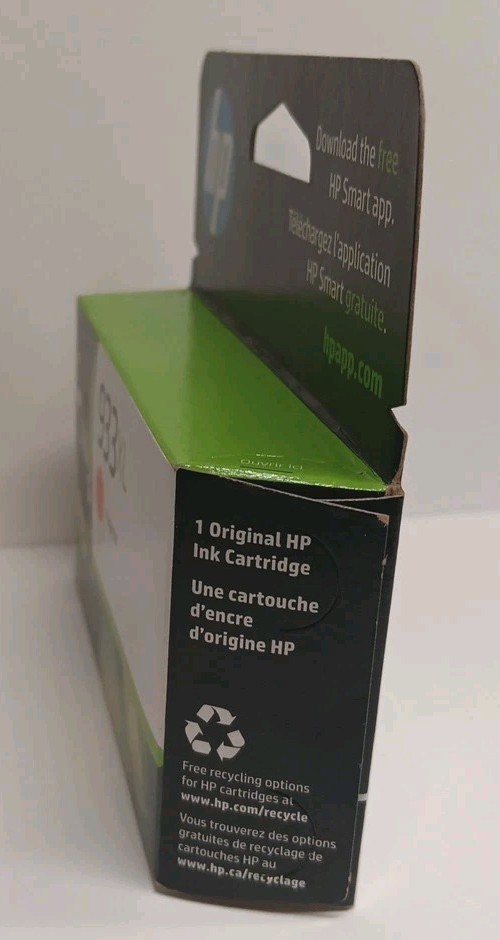 hp
Download the free
HP Smart app.
Téléchargez l'application
HP Smart gratuite.
hpapp.com
933XL
1 Original HP
Ink Cartridge
Une cartouche
d'encre
d'origine HP
Free recycling options
for HP cartridges at
www.hp.com/recycle
Vous trouverez des options
gratuites de recyclage de
cartouches HP au
www.hp.ca/recyclage